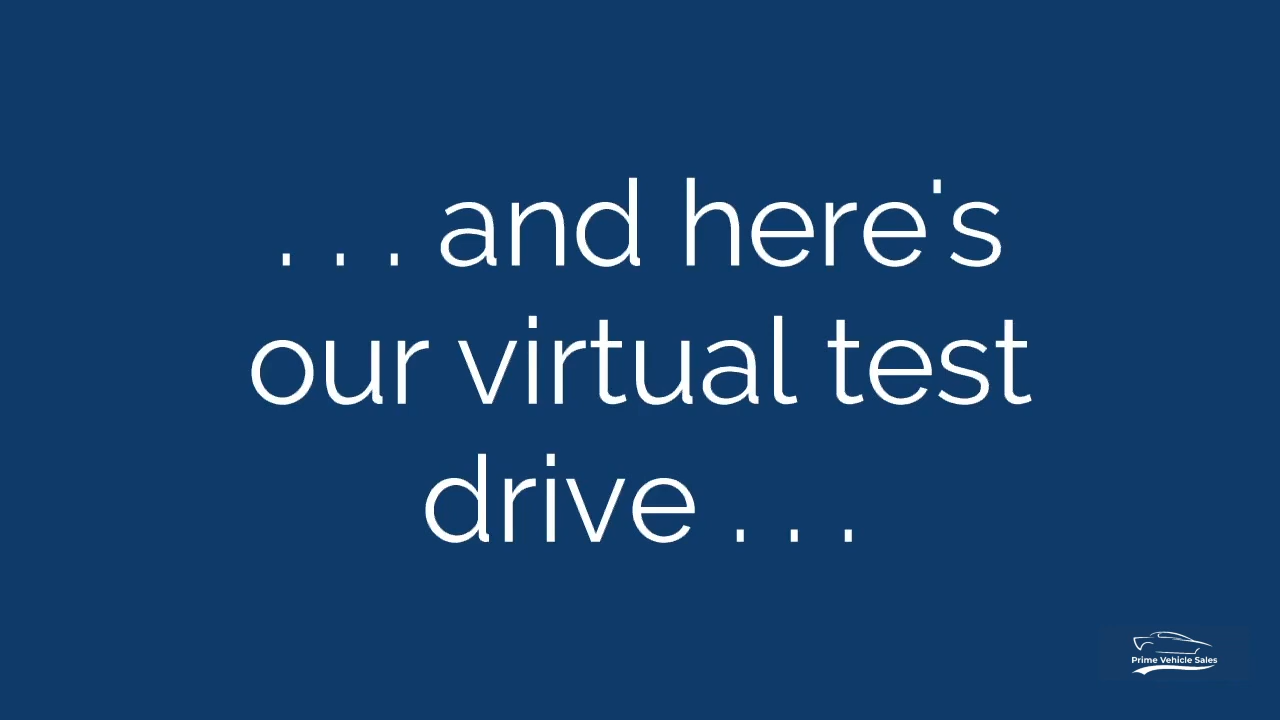 . . . and here's
our virtual test
drive . . .
Prime Vehicle Sales